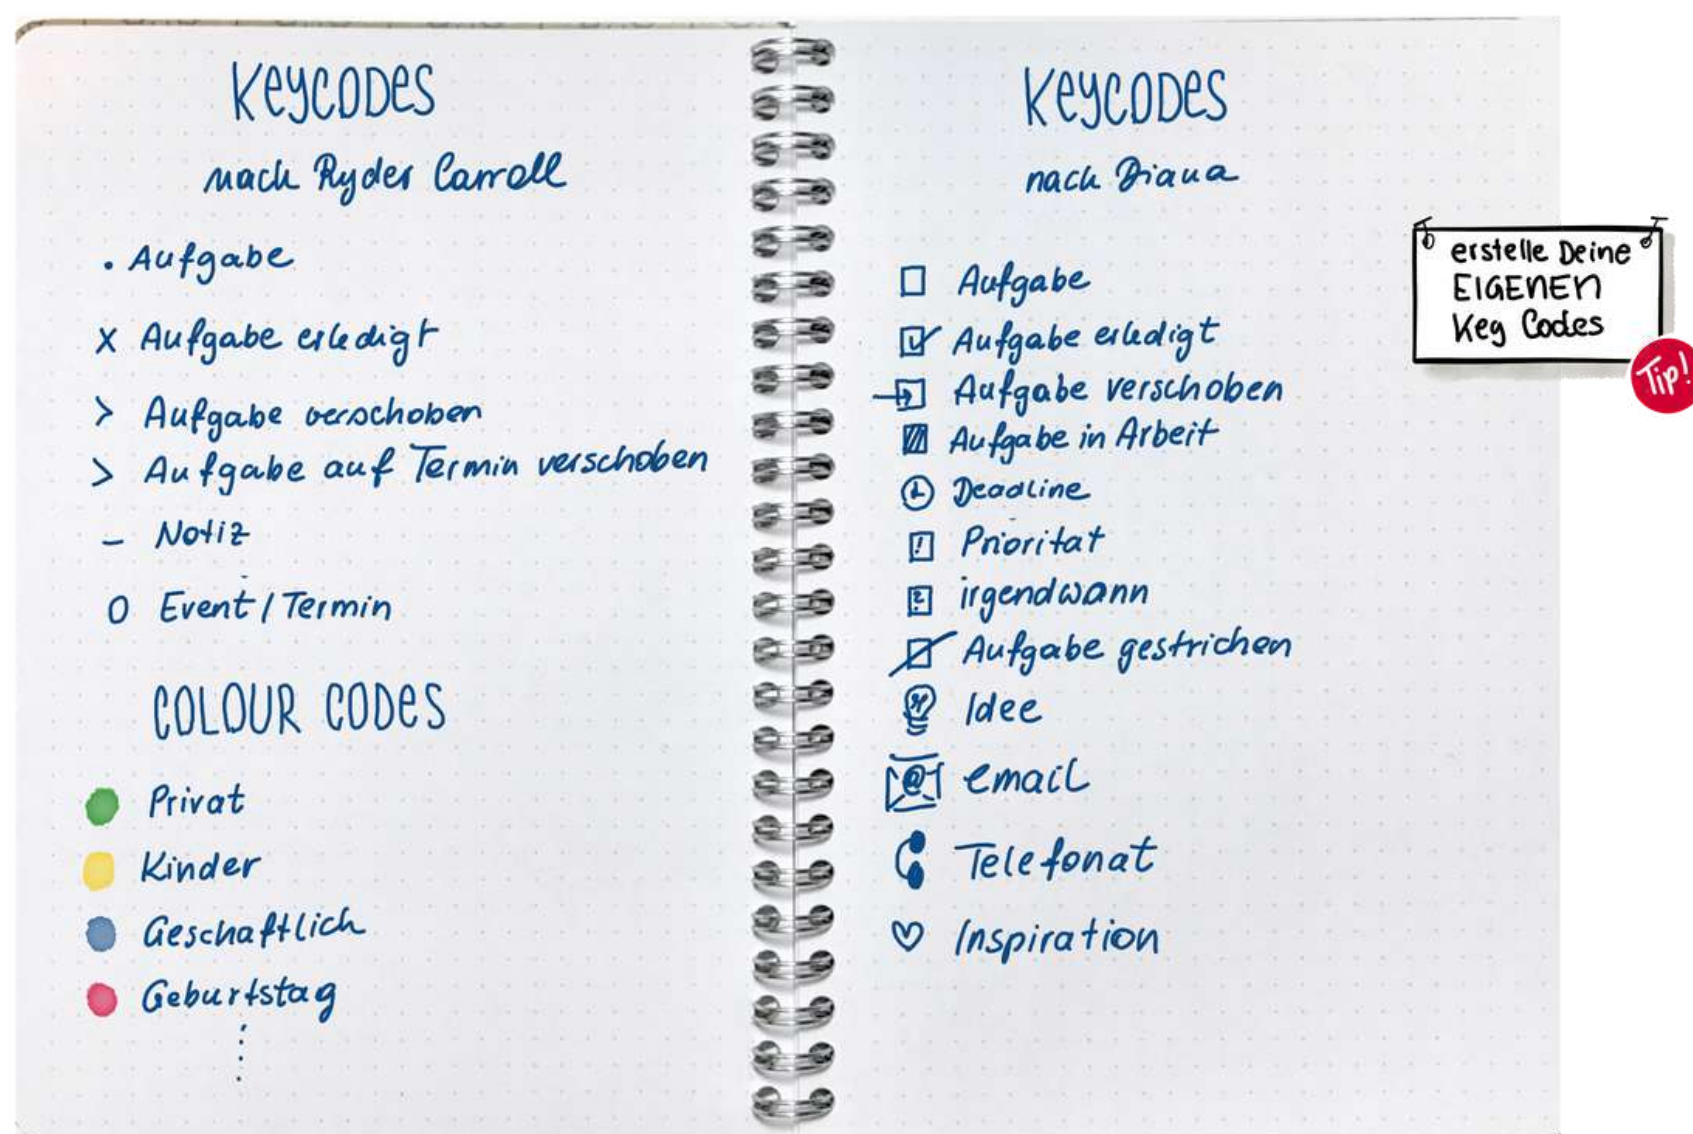 KEYCODES
nach Ryder Carroll
. Aufgabe
x Aufgabe erledigt
> Aufgabe verschoben
> Aufgabe auf Termin verschoben
– Notiz
O Event / Termin
COLOUR CODES
Privat
Kinder
Geschaftlich
Geburtstag
KEYCODES
nach Diana
Aufgabe
Aufgabe erledigt
Aufgabe verschoben
Aufgabe in Arbeit
Deadline
! Prioritat
? irgendwann
Aufgabe gestrichen
Idee
@ email
Telefonat
Inspiration
erstelle Deine
EIGENEN
Key Codes
Tip!